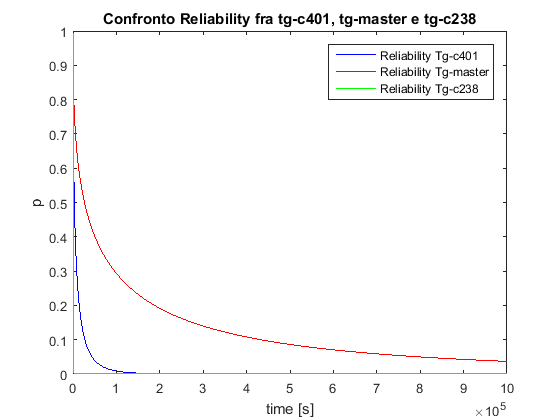 Confronto Reliability fra tg-c401, tg-master e tg-c238
Reliability Tg-c401
Reliability Tg-master
Reliability Tg-c238
1
0.9
0.8
0.7
0.6
0.5
0.4
0.3
0.2
0.1
0
p
0 1 2 3 4 5 6 7 8 9 10
×10^5
time [s]